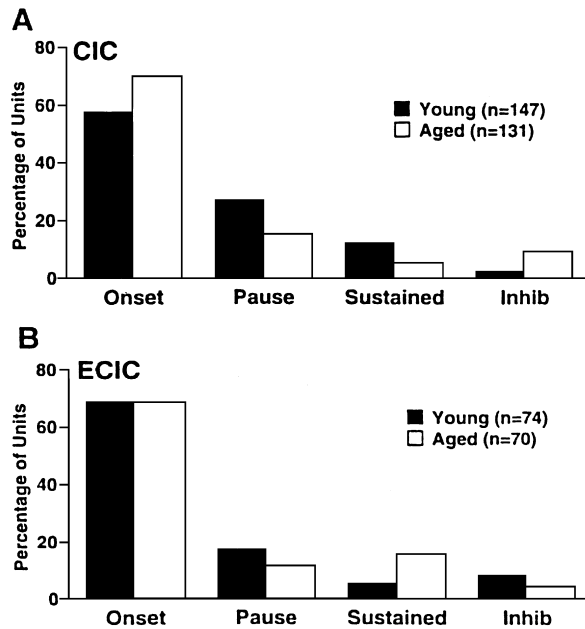 A
CIC
80
60
40
20
0
Percentage of Units
Young (n=147)
Aged (n=131)
Onset Pause Sustained Inhib
B
ECIC
80
60
40
20
0
Percentage of Units
Young (n=74)
Aged (n=70)
Onset Pause Sustained Inhib